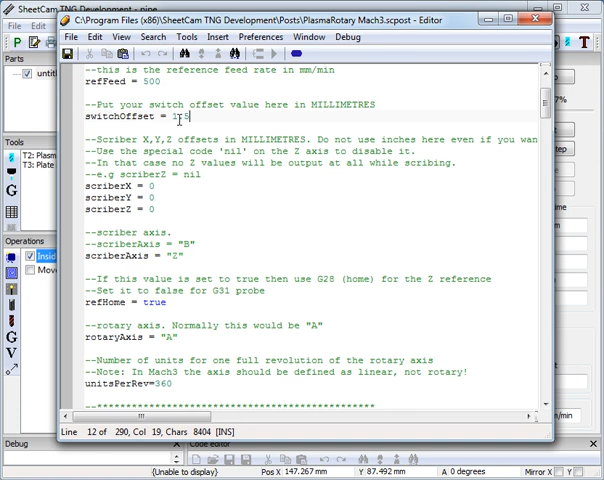 SheetCam TNG Development - pipe
C:\Program Files (x86)\SheetCam TNG Development\Posts\PlasmaRotary Mach3.scpost - Editor
File Edit View Search Tools Insert Preferences Window Debug
--this is the reference feed rate in mm/min
refFeed = 500
--Put your switch offset value here in MILLIMETRES
switchOffset = 1.5
--Scriber X,Y,Z offsets in MILLIMETRES. Do not use inches here even if you wan
--Use the special code 'nil' on the Z axis to disable it.
--In that case no Z values will be output at all while scribing.
--e.g scriberZ = nil
scriberX = 0
scriberY = 0
scriberZ = 0
--scriber axis.
--scriberAxis = "B"
scriberAxis = "Z"
--If this value is set to true then use G28 (home) for the Z reference
--Set it to false for G31 probe
refHome = true
--rotary axis. Normally this would be "A"
rotaryAxis = "A"
--Number of units for one full revolution of the rotary axis
--Note: In Mach3 the axis should be defined as linear, not rotary!
unitsPerRev=360
--************************************************
Line 12 of 290, Col 19, Chars 8404 [INS]
File
Parts
untitl
Tools
T2: Plasm
T3: Plate
Operations
Insid
Move
G
G
V
P
T
7%
ep
ome
m/min
Debug
Code editor
(Unable to display)
Pos X 147.267 mm
Y 87.492 mm
A 0 degrees
Mirror X
Y